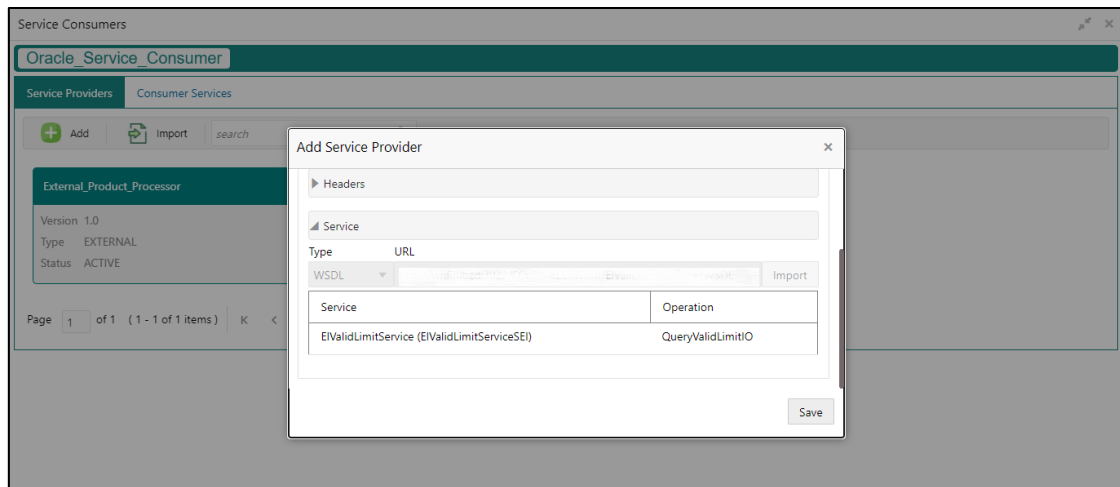 Service Consumers
Oracle_Service_Consumer
Service Providers Consumer Services
Add Import search
Add Service Provider
External_Product_Processor
Headers
Version 1.0
Service
Type EXTERNAL
Type URL
Status ACTIVE
WSDL Import
Service Operation
Page 1 of 1 (1 - 1 of 1 items)
EIValidLimitService (EIValidLimitServiceSEI) QueryValidLimitIO
Save